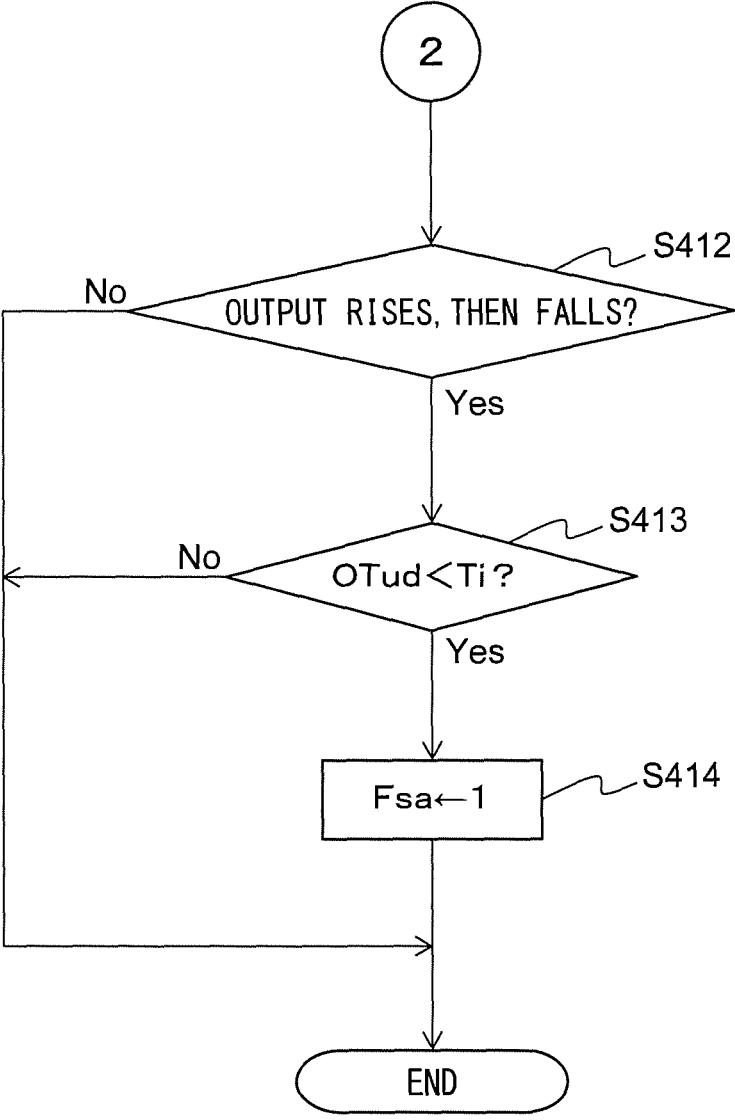 2
S412
No
OUTPUT RISES, THEN FALLS?
Yes
S413
No
OTud<Ti?
Yes
S414
Fsa←1
END